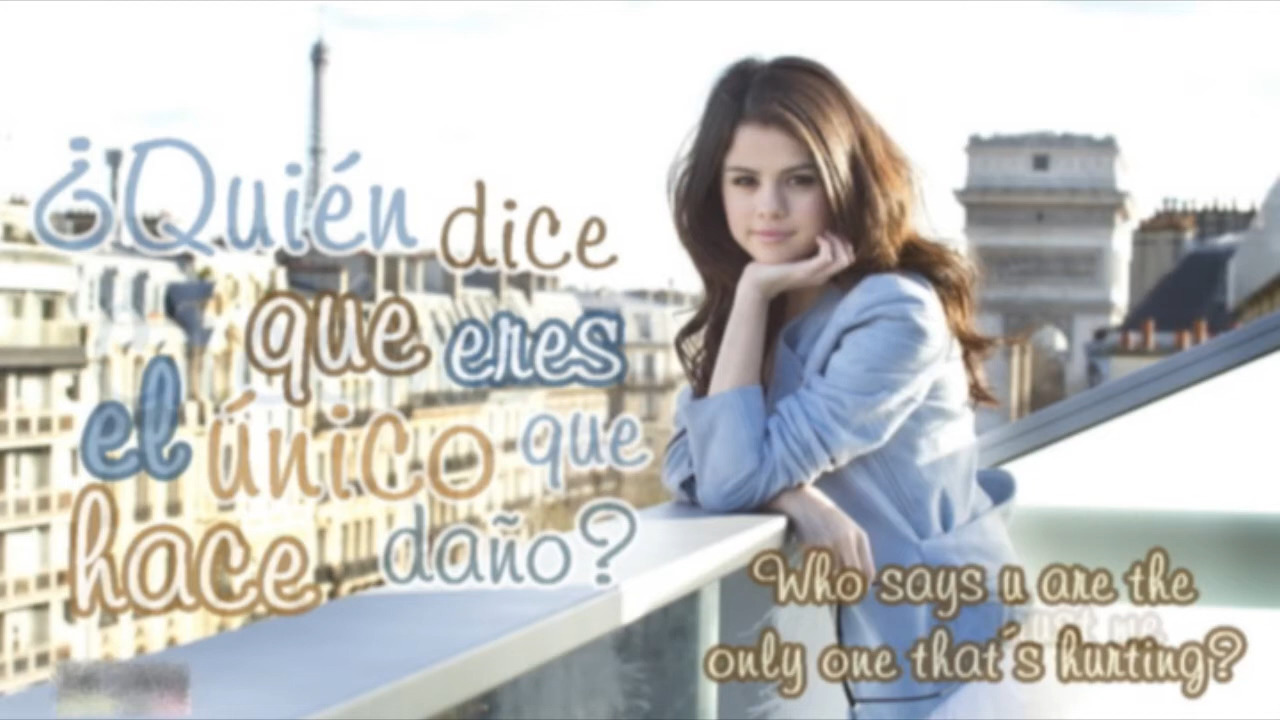 ¿Quién dice
que eres
el único que
hace daño?
Who says u are the
only one that´s hurting?